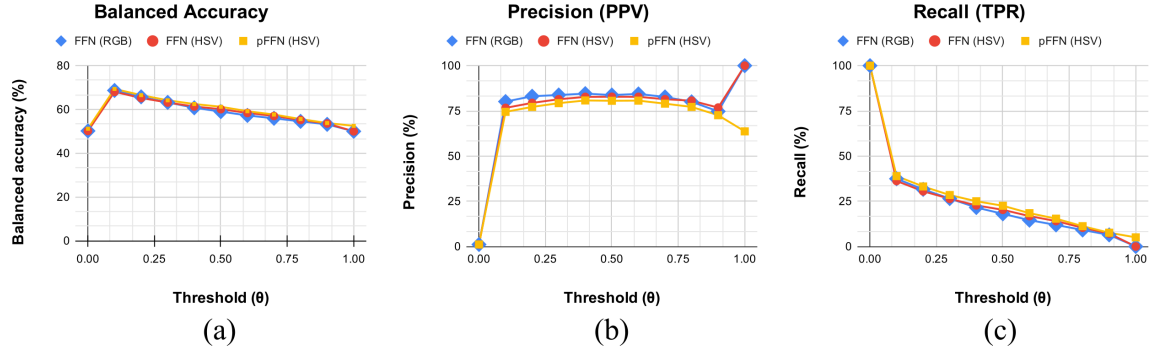 Balanced Accuracy
FFN (RGB) FFN (HSV) pFFN (HSV)
Balanced accuracy (%)
80
60
40
20
0
0.00 0.25 0.50 0.75 1.00
Threshold (θ)
(a)
Precision (PPV)
FFN (RGB) FFN (HSV) pFFN (HSV)
Precision (%)
100
75
50
25
0
0.00 0.25 0.50 0.75 1.00
Threshold (θ)
(b)
Recall (TPR)
FFN (RGB) FFN (HSV) pFFN (HSV)
Recall (%)
100
75
50
25
0
0.00 0.25 0.50 0.75 1.00
Threshold (θ)
(c)